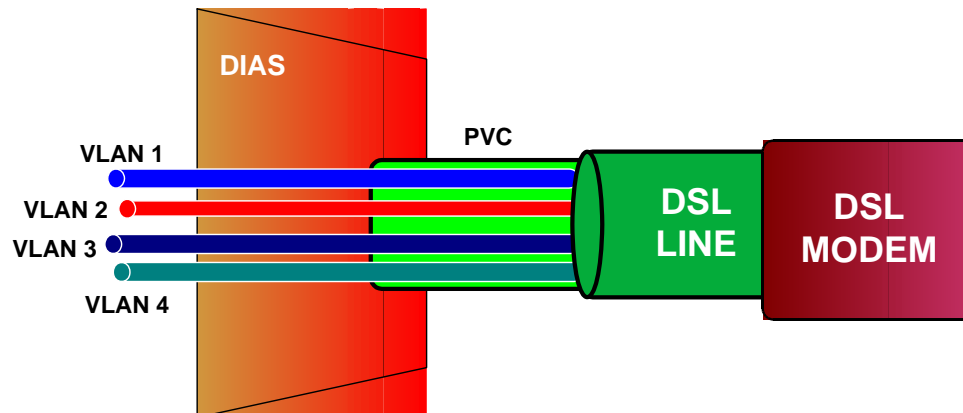 DIAS
PVC
VLAN 1
VLAN 2
VLAN 3
VLAN 4
DSL
LINE
DSL
MODEM